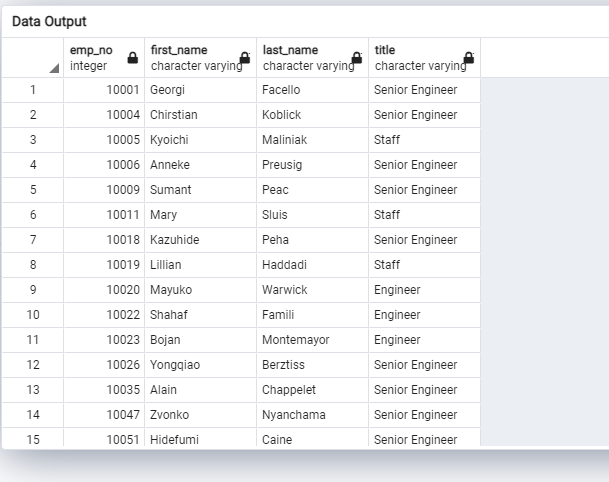 Data Output
emp_no first_name last_name title
integer character varying character varying character varying
1 10001 Georgi Facello Senior Engineer
2 10004 Chirstian Koblick Senior Engineer
3 10005 Kyoichi Maliniak Staff
4 10006 Anneke Preusig Senior Engineer
5 10009 Sumant Peac Senior Engineer
6 10011 Mary Sluis Staff
7 10018 Kazuhide Peha Senior Engineer
8 10019 Lillian Haddadi Staff
9 10020 Mayuko Warwick Engineer
10 10022 Shahaf Famili Engineer
11 10023 Bojan Montemayor Engineer
12 10026 Yongqiao Berztiss Senior Engineer
13 10035 Alain Chappelet Senior Engineer
14 10047 Zvonko Nyanchama Senior Engineer
15 10051 Hidefumi Caine Senior Engineer